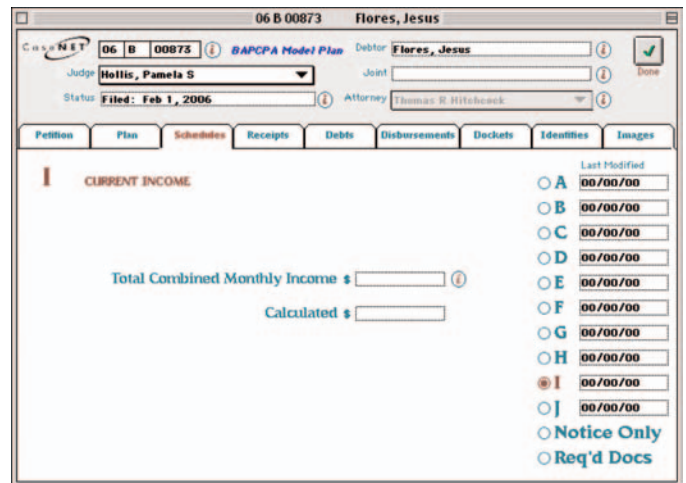 06 B 00873 Flores, Jesus
CaseNET 06 B 00873 i BAPCPA Model Plan Debtor Flores, Jesus i
Judge Hollis, Pamela S Joint i Done
Status Filed: Feb 1, 2006 i Attorney Thomas R Hitchcock i
Petition Plan Schedules Receipts Debts Disbursements Dockets Identities Images
Last Modified
I CURRENT INCOME
A 00/00/00
B 00/00/00
C 00/00/00
D 00/00/00
Total Combined Monthly Income $ i
E 00/00/00
Calculated $
F 00/00/00
G 00/00/00
H 00/00/00
I 00/00/00
J 00/00/00
Notice Only
Req'd Docs